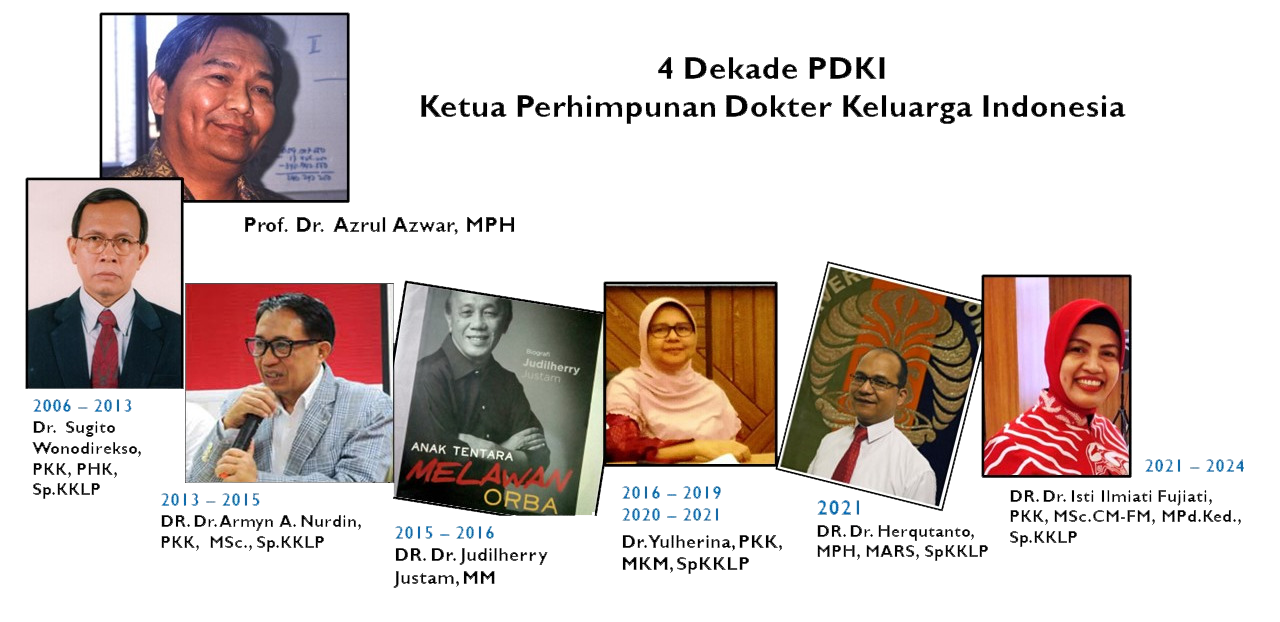 4 Dekade PDKI
Ketua Perhimpunan Dokter Keluarga Indonesia
Prof. Dr. Azrul Azwar, MPH
2006 – 2013
Dr. Sugito
Wonodirekso,
PKK, PHK,
Sp.KKLP
2013 – 2015
DR. Dr. Armyn A. Nurdin,
PKK, MSc., Sp.KKLP
Biografi
Judilherry
Justam
ANAK TENTARA
MELAWAN
ORBA
2015 – 2016
DR. Dr. Judilherry
Justam, MM
2016 – 2019
2020 – 2021
Dr. Yulherina, PKK,
MKM, SpKKLP
2021
DR. Dr. Herqutanto,
MPH, MARS, SpKKLP
2021 – 2024
DR. Dr. Isti Ilmiati Fujiati,
PKK, MSc.CM-FM, MPd.Ked.,
Sp.KKLP